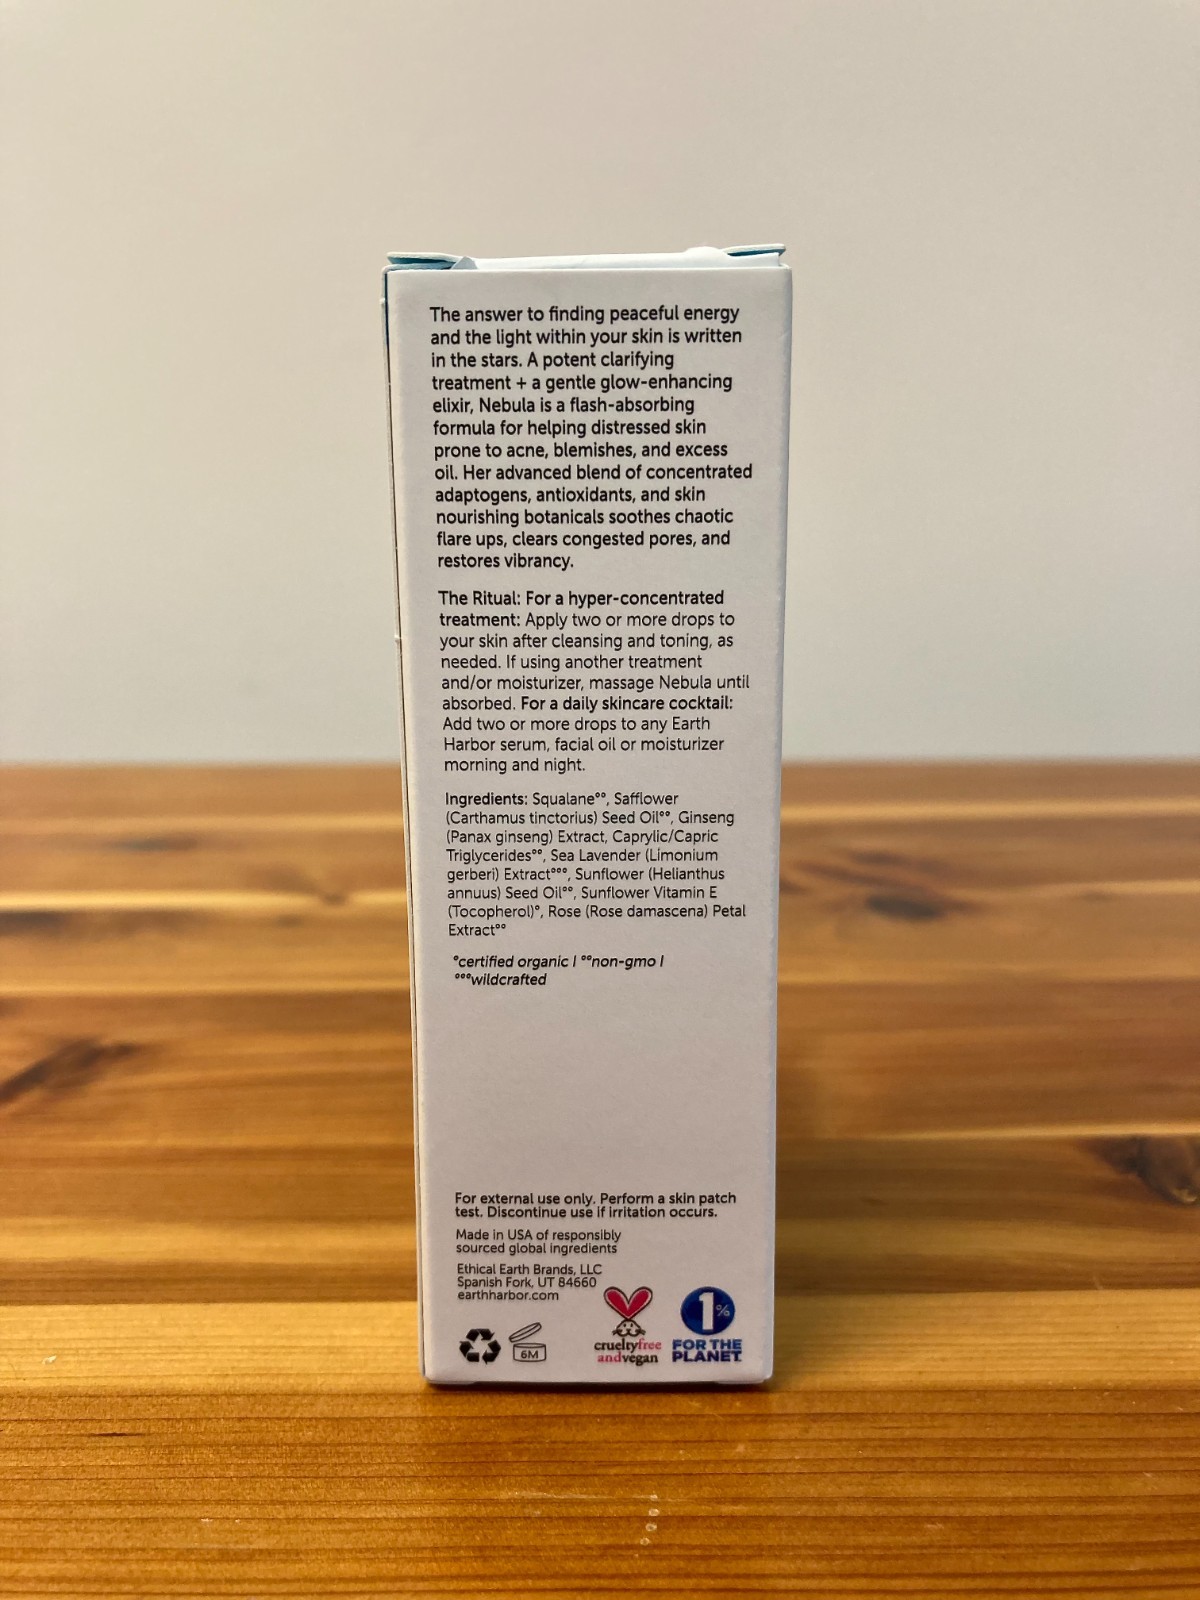 The answer to finding peaceful energy
and the light within your skin is written
in the stars. A potent clarifying
treatment + a gentle glow-enhancing
elixir, Nebula is a flash-absorbing
formula for helping distressed skin
prone to acne, blemishes, and excess
oil. Her advanced blend of concentrated
adaptogens, antioxidants, and skin
nourishing botanicals soothes chaotic
flare ups, clears congested pores, and
restores vibrancy.
The Ritual: For a hyper-concentrated
treatment: Apply two or more drops to
your skin after cleansing and toning, as
needed. If using another treatment
and/or moisturizer, massage Nebula until
absorbed. For a daily skincare cocktail:
Add two or more drops to any Earth
Harbor serum, facial oil or moisturizer
morning and night.
Ingredients: Squalane°°, Safflower
(Carthamus tinctorius) Seed Oil°°, Ginseng
(Panax ginseng) Extract, Caprylic/Capric
Triglycerides°°, Sea Lavender (Limonium
gerberi) Extract°°°, Sunflower (Helianthus
annuus) Seed Oil°°, Sunflower Vitamin E
(Tocopherol)°, Rose (Rose damascena) Petal
Extract°°
°certified organic | °°non-gmo |
°°°wildcrafted
For external use only. Perform a skin patch
test. Discontinue use if irritation occurs.
Made in USA of responsibly
sourced global ingredients
Ethical Earth Brands, LLC
Spanish Fork, UT 84660
earthharbor.com
6M
crueltyfree
andvegan
1%
FOR THE
PLANET